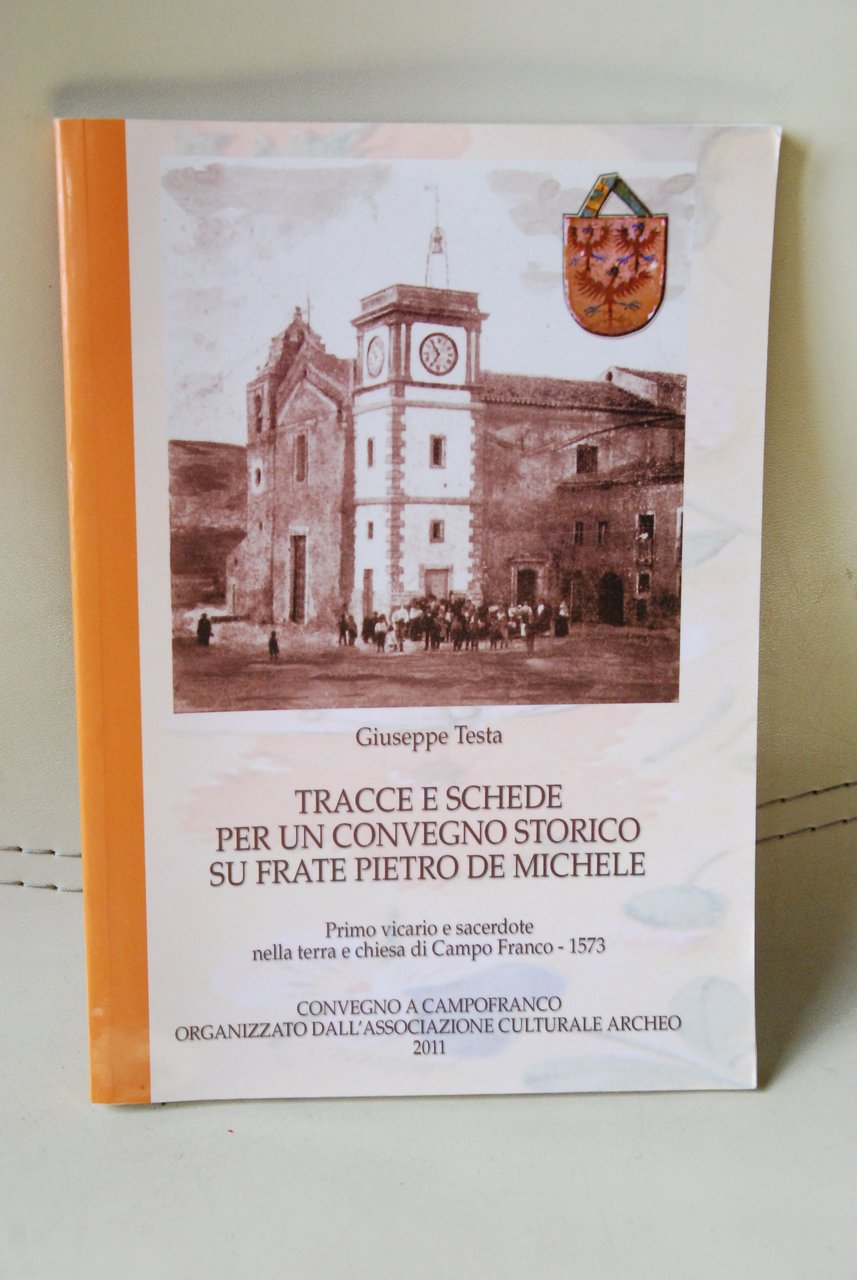 Giuseppe Testa
TRACCE E SCHEDE
PER UN CONVEGNO STORICO
SU FRATE PIETRO DE MICHELE
Primo vicario e sacerdote
nella terra e chiesa di Campo Franco - 1573
CONVEGNO A CAMPOFRANCO
ORGANIZZATO DALL'ASSOCIAZIONE CULTURALE ARCHEO
2011